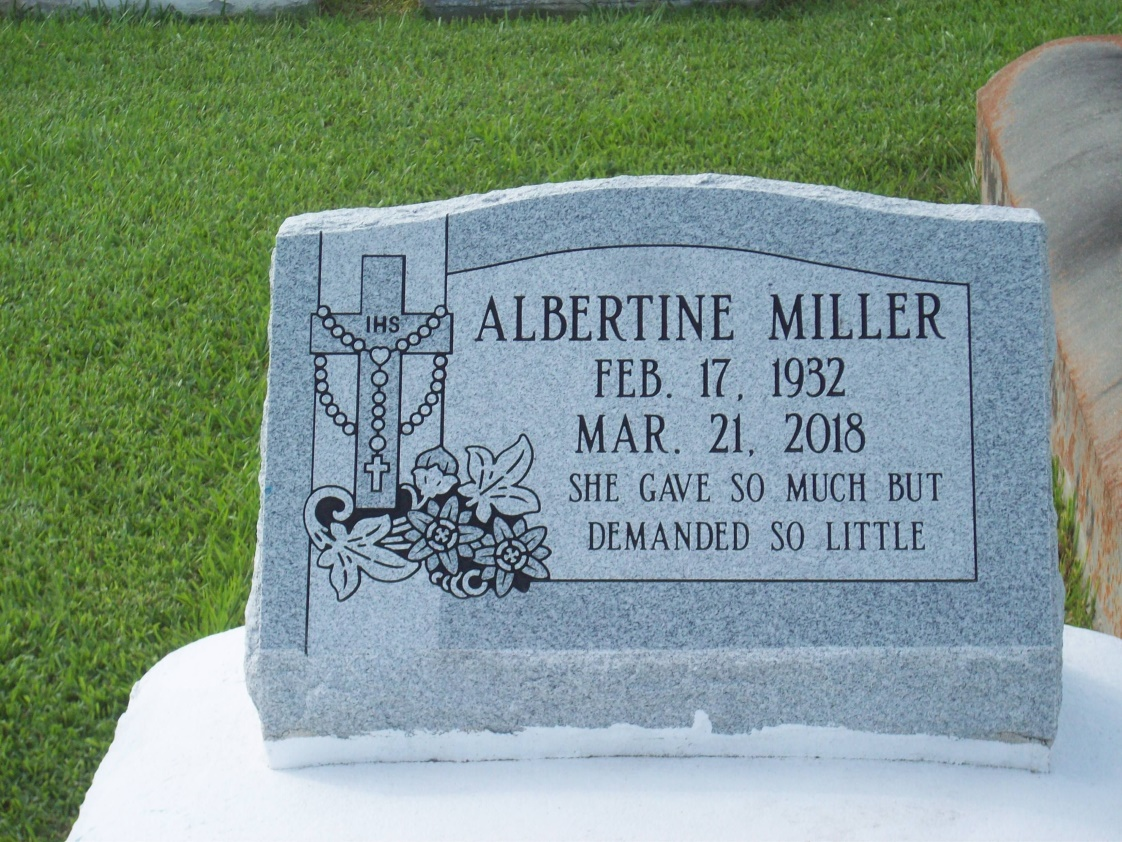 IHS
ALBERTINE MILLER
FEB. 17, 1932
MAR. 21, 2018
SHE GAVE SO MUCH BUT
DEMANDED SO LITTLE